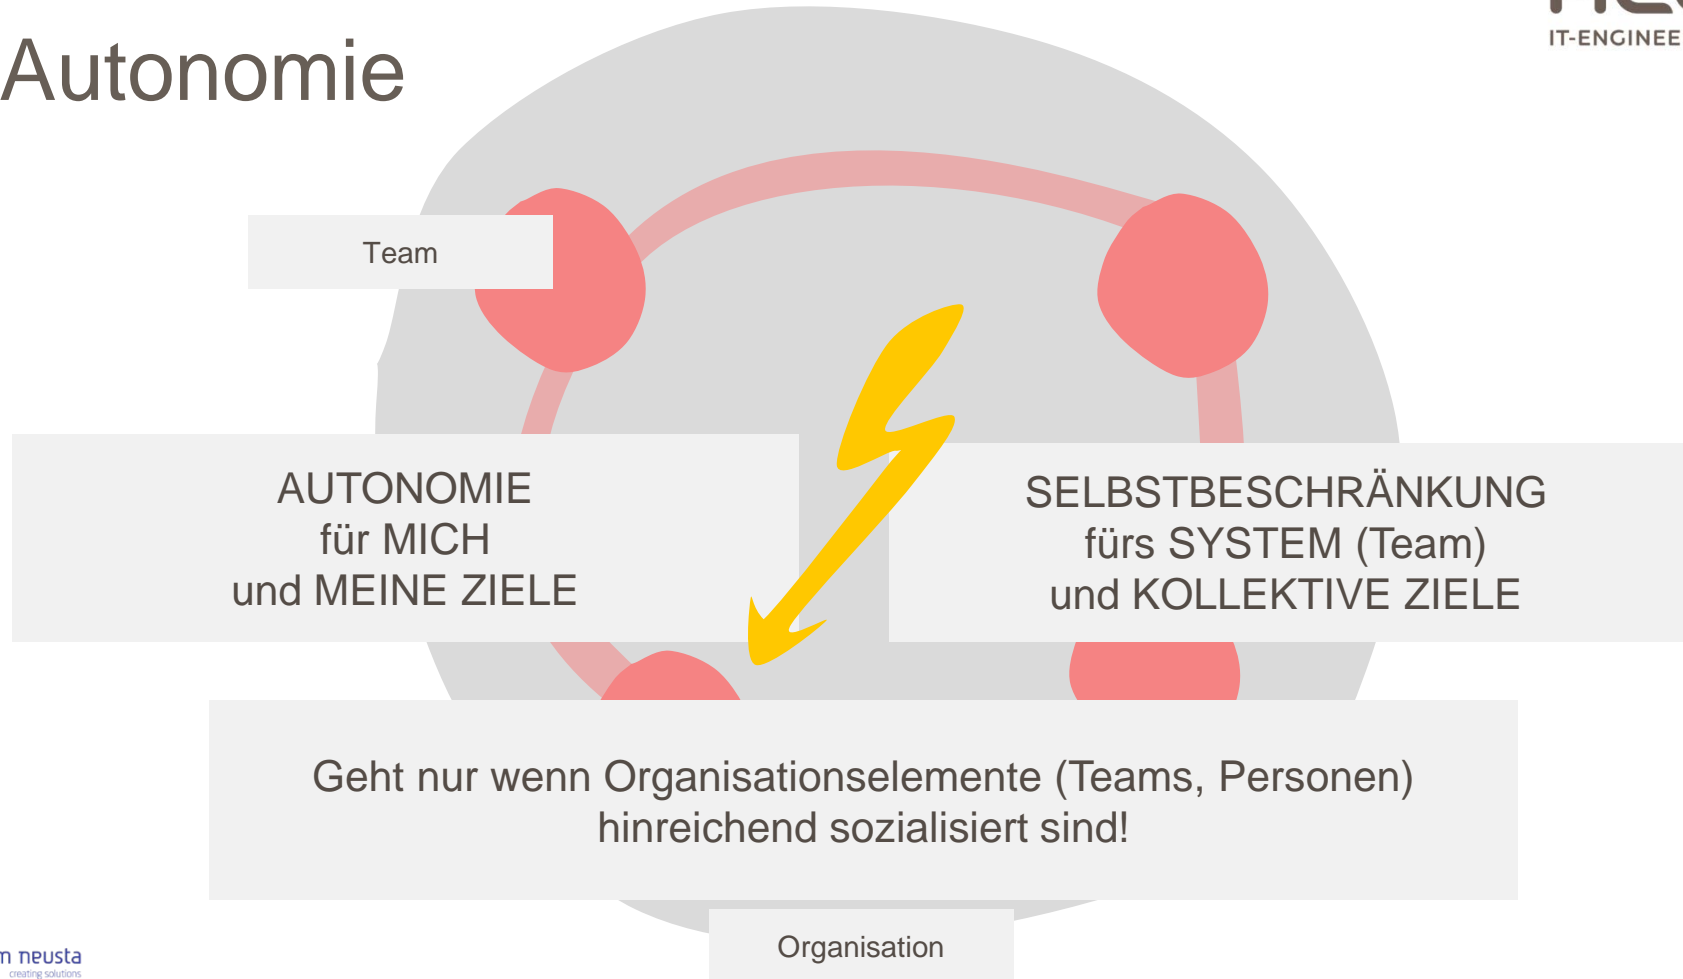 Autonomie
IT-ENGINEE
Team
AUTONOMIE
für MICH
und MEINE ZIELE
SELBSTBESCHRÄNKUNG
fürs SYSTEM (Team)
und KOLLEKTIVE ZIELE
Geht nur wenn Organisationselemente (Teams, Personen)
hinreichend sozialisiert sind!
Organisation
neusta
creating solutions